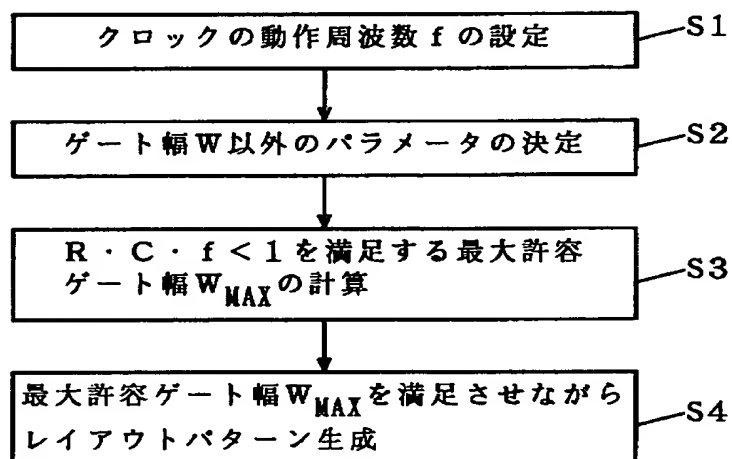 クロックの動作周波数fの設定
S1
ゲート幅W以外のパラメータの決定
S2
R・C・f<1を満足する最大許容
ゲート幅WMAXの計算
S3
最大許容ゲート幅WMAXを満足させながら
レイアウトパターン生成
S4